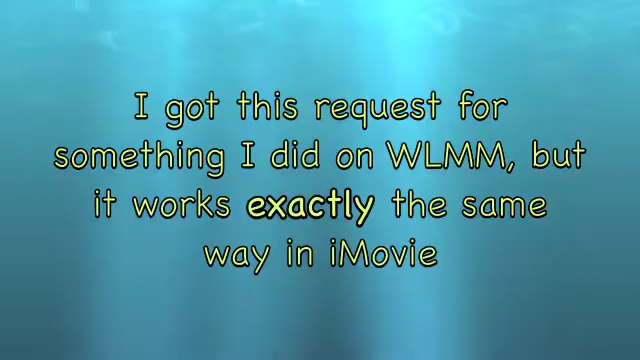 I got this request for
something I did on WLMM, but
it works exactly the same
way in iMovie